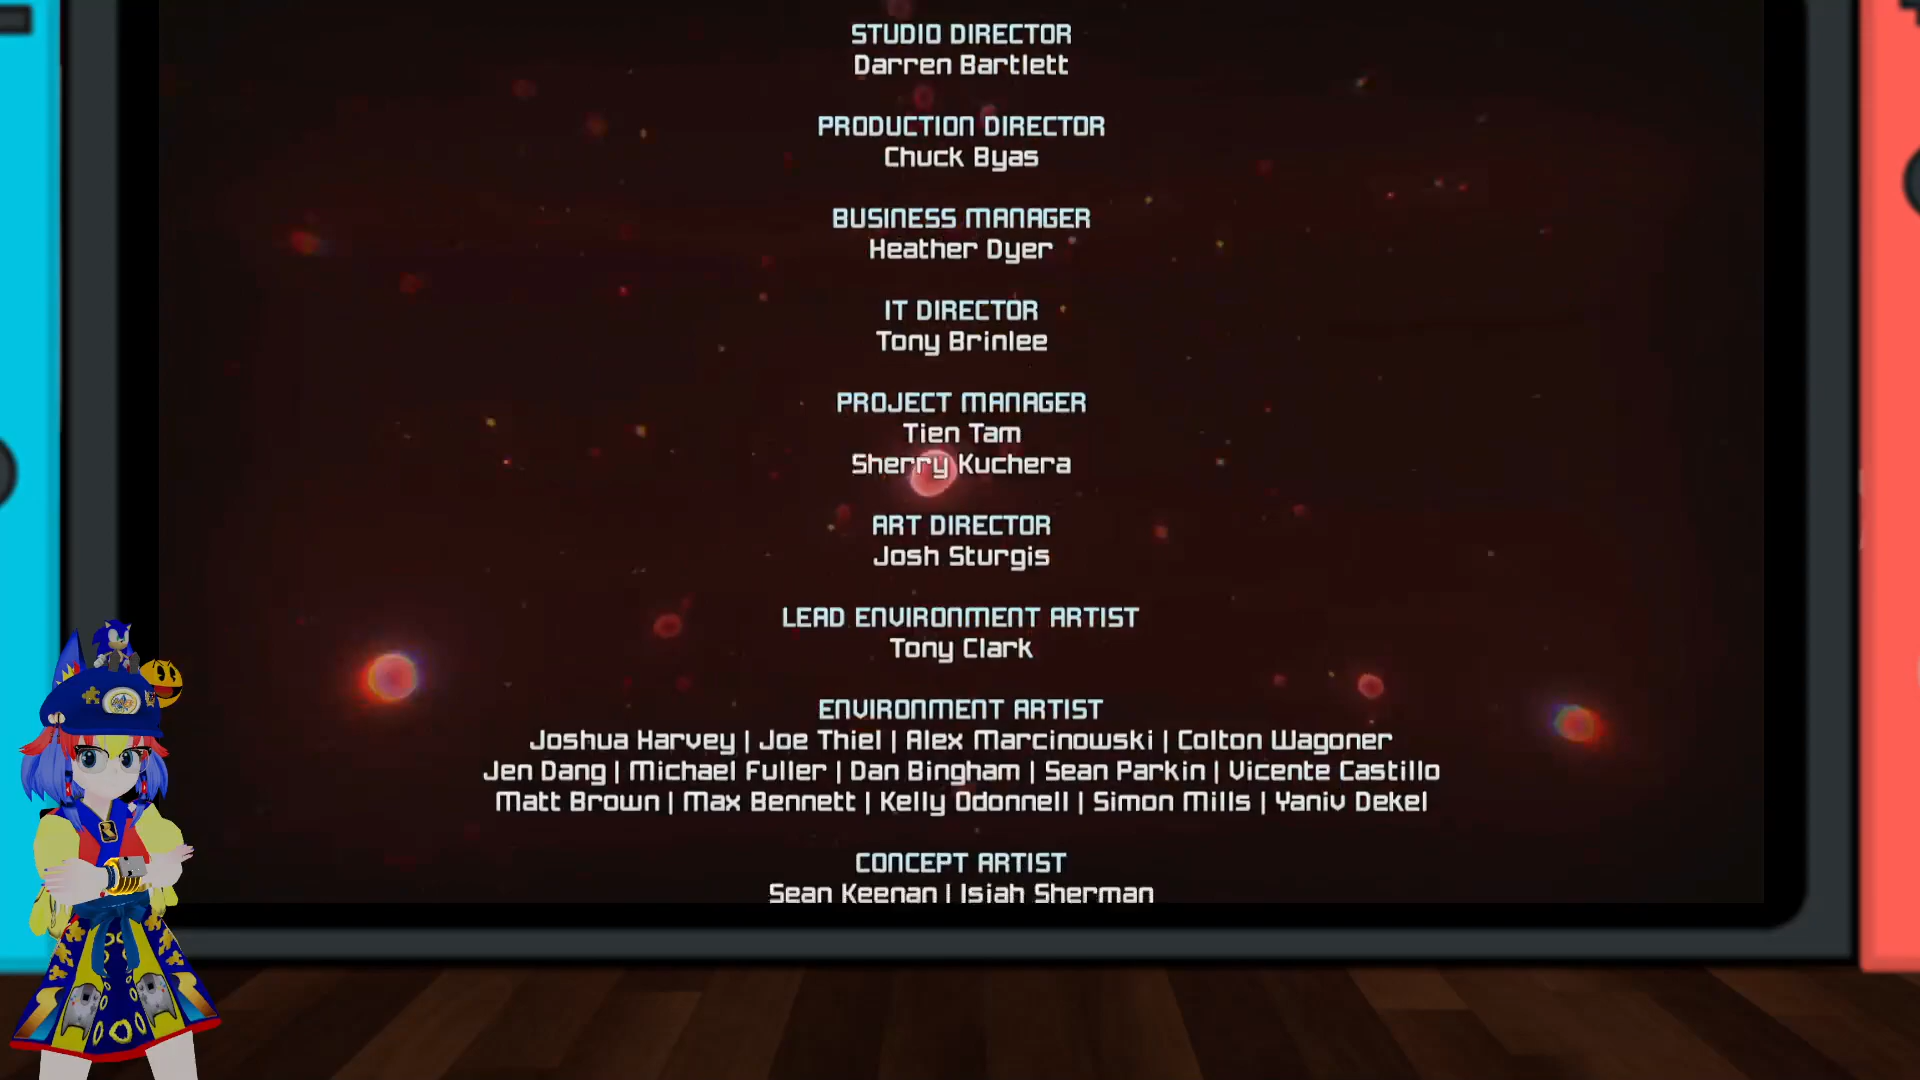 STUDIO DIRECTOR
Darren Bartlett
PRODUCTION DIRECTOR
Chuck Byas
BUSINESS MANAGER
Heather Dyer
IT DIRECTOR
Tony Brinlee
PROJECT MANAGER
Tien Tam
Sherry Kuchera
ART DIRECTOR
Josh Sturgis
LEAD ENVIRONMENT ARTIST
Tony Clark
ENVIRONMENT ARTIST
Joshua Harvey | Joe Thiel | Alex Marcinowski | Colton Wagoner
Jen Dang | Michael Fuller | Dan Bingham | Sean Parkin | Vicente Castillo
Matt Brown | Max Bennett | Kelly Odonnell | Simon Mills | Yaniv Dekel
CONCEPT ARTIST
Sean Keenan | Isiah Sherman